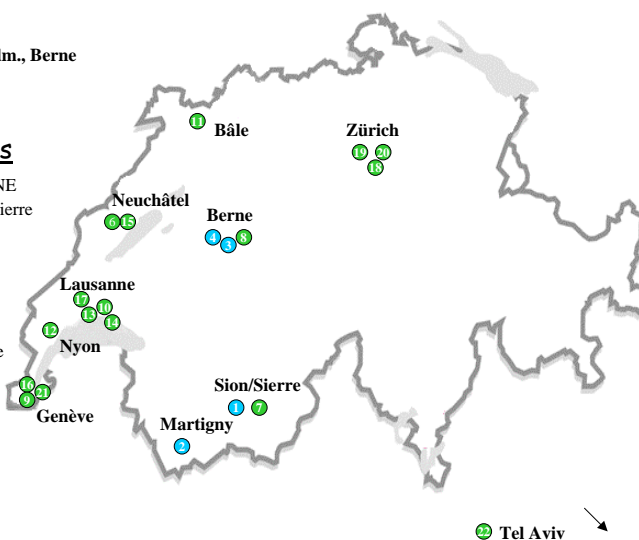 lm., Berne
s
NE
ierre
e
11
Bâle
Zürich
19 20
18
Neuchâtel
6 15
Berne
4 3 8
Lausanne
17 10
13 14
12
Nyon
16 21
9
Genève
Sion/Sierre
1 7
Martigny
2
22 Tel Aviv